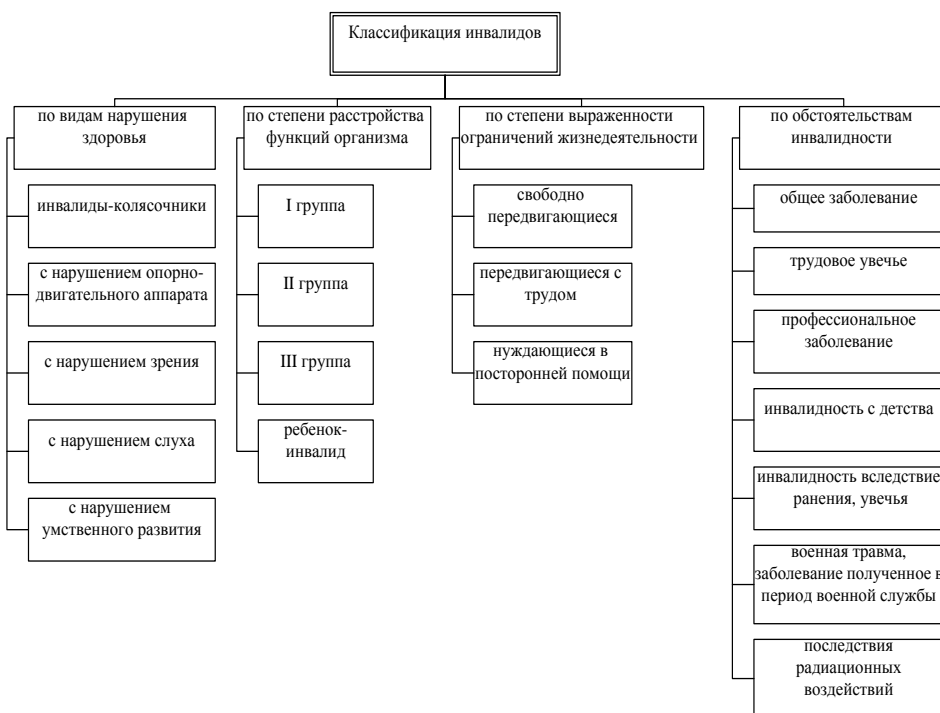 Классификация инвалидов
по видам нарушения
здоровья
инвалиды-колясочники
с нарушением опорно-
двигательного аппарата
с нарушением зрения
с нарушением слуха
с нарушением
умственного развития
по степени расстройства
функций организма
I группа
II группа
III группа
ребенок-
инвалид
по степени выраженности
ограничений жизнедеятельности
свободно
передвигающиеся
передвигающиеся с
трудом
нуждающиеся в
посторонней помощи
по обстоятельствам
инвалидности
общее заболевание
трудовое увечье
профессиональное
заболевание
инвалидность с детства
инвалидность вследствие
ранения, увечья
военная травма,
заболевание полученное в
период военной службы
последствия
радиационных
воздействий